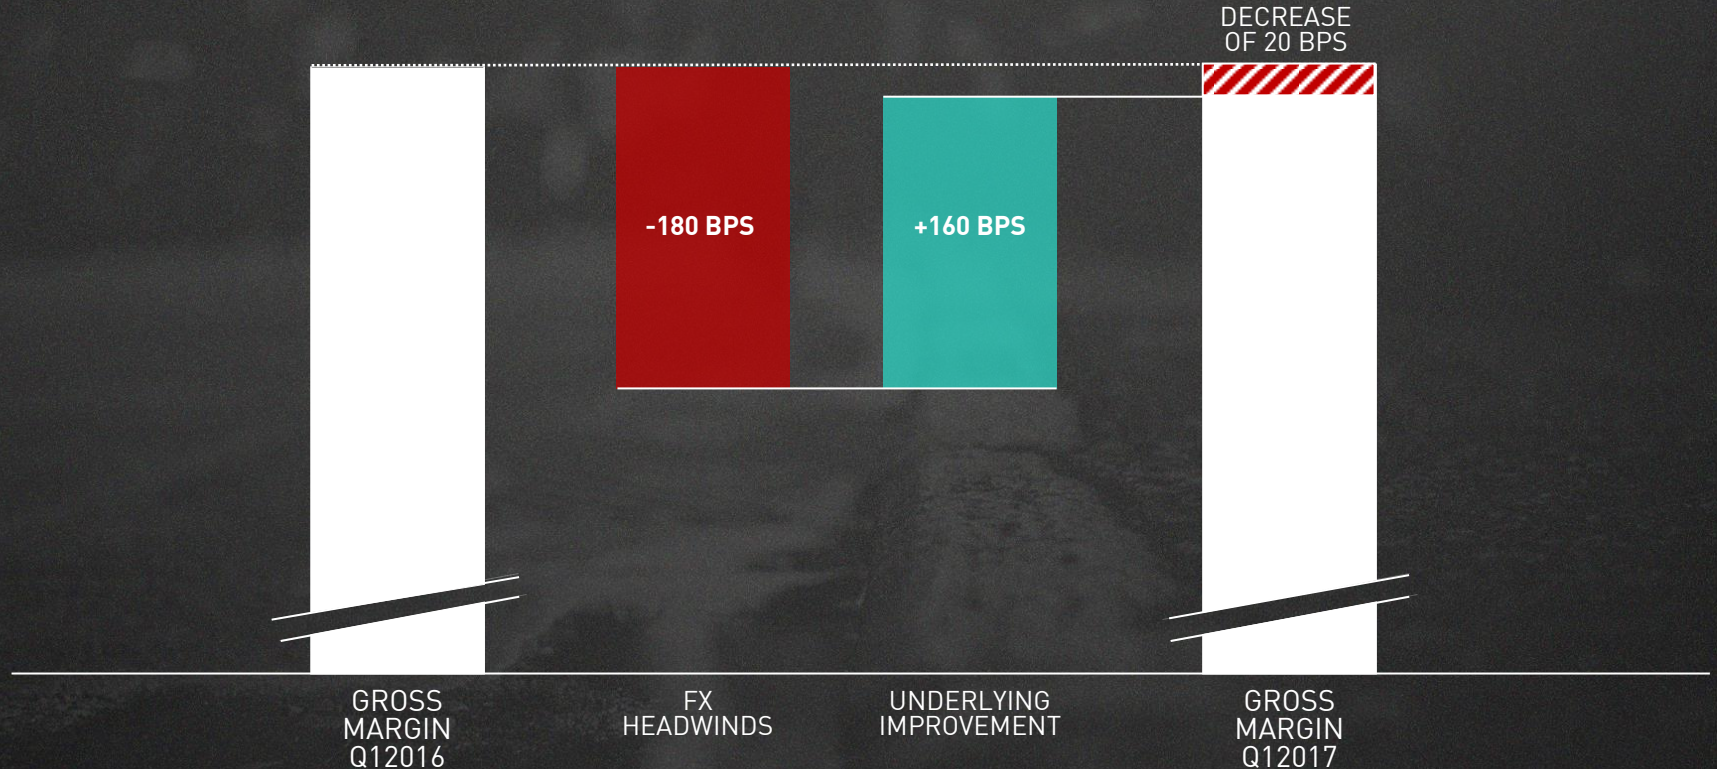 DECREASE
OF 20 BPS
-180 BPS
+160 BPS
GROSS
MARGIN
Q12016
FX
HEADWINDS
UNDERLYING
IMPROVEMENT
GROSS
MARGIN
Q12017